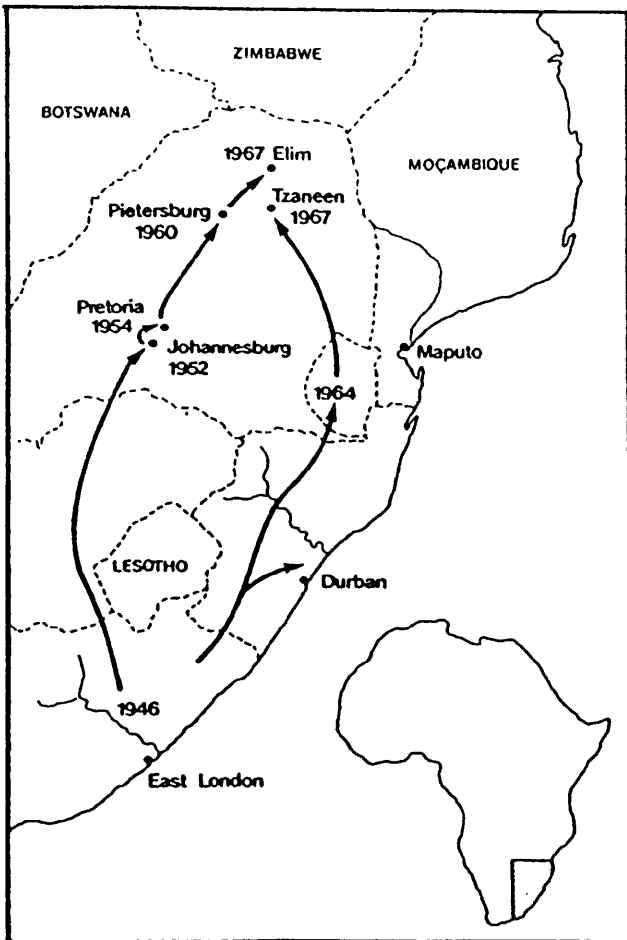 ZIMBABWE
BOTSWANA
MOÇAMBIQUE
1967 Elim
Tzaneen
1967
Pietersburg
1960
Pretoria
1954
Johannesburg
1952
Maputo
1964
LESOTHO
Durban
1946
East London